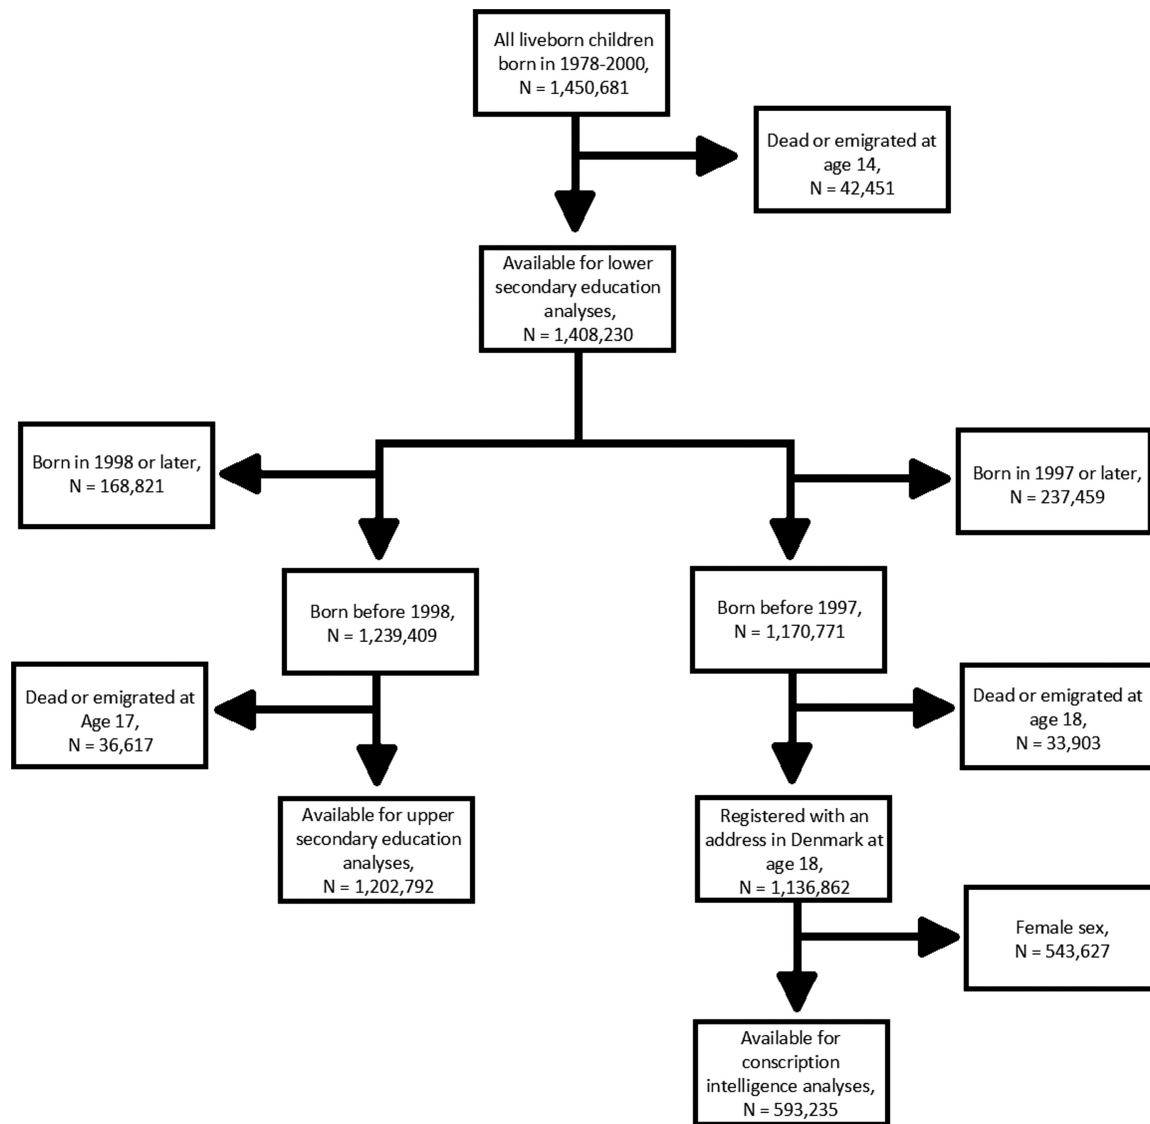 All liveborn children
born in 1978-2000,
N = 1,450,681
Dead or emigrated at
age 14,
N = 42,451
Available for lower
secondary education
analyses,
N = 1,408,230
Born in 1998 or later,
N = 168,821
Born in 1997 or later,
N = 237,459
Born before 1998,
N = 1,239,409
Born before 1997,
N = 1,170,771
Dead or emigrated at
Age 17,
N = 36,617
Dead or emigrated at
age 18,
N = 33,903
Available for upper
secondary education
analyses,
N = 1,202,792
Registered with an
address in Denmark at
age 18,
N = 1,136,862
Female sex,
N = 543,627
Available for
conscription
intelligence analyses,
N = 593,235